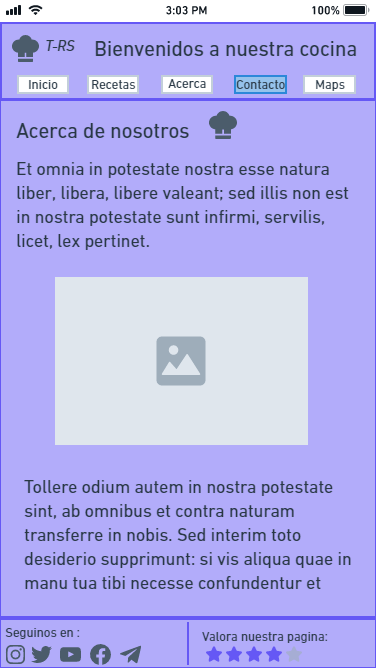 3:03 PM
100%
T-RS
Bienvenidos a nuestra cocina
Inicio
Recetas
Acerca
Contacto
Maps
Acerca de nosotros
Et omnia in potestate nostra esse natura
liber, libera, libere valeant; sed illis non est
in nostra potestate sunt infirmi, servilis,
licet, lex pertinet.
Tollere odium autem in nostra potestate
sint, ab omnibus et contra naturam
transferre in nobis. Sed interim toto
desiderio supprimunt: si vis aliqua quae in
manu tua tibi necesse confundentur et
Seguinos en :
Valora nuestra pagina: